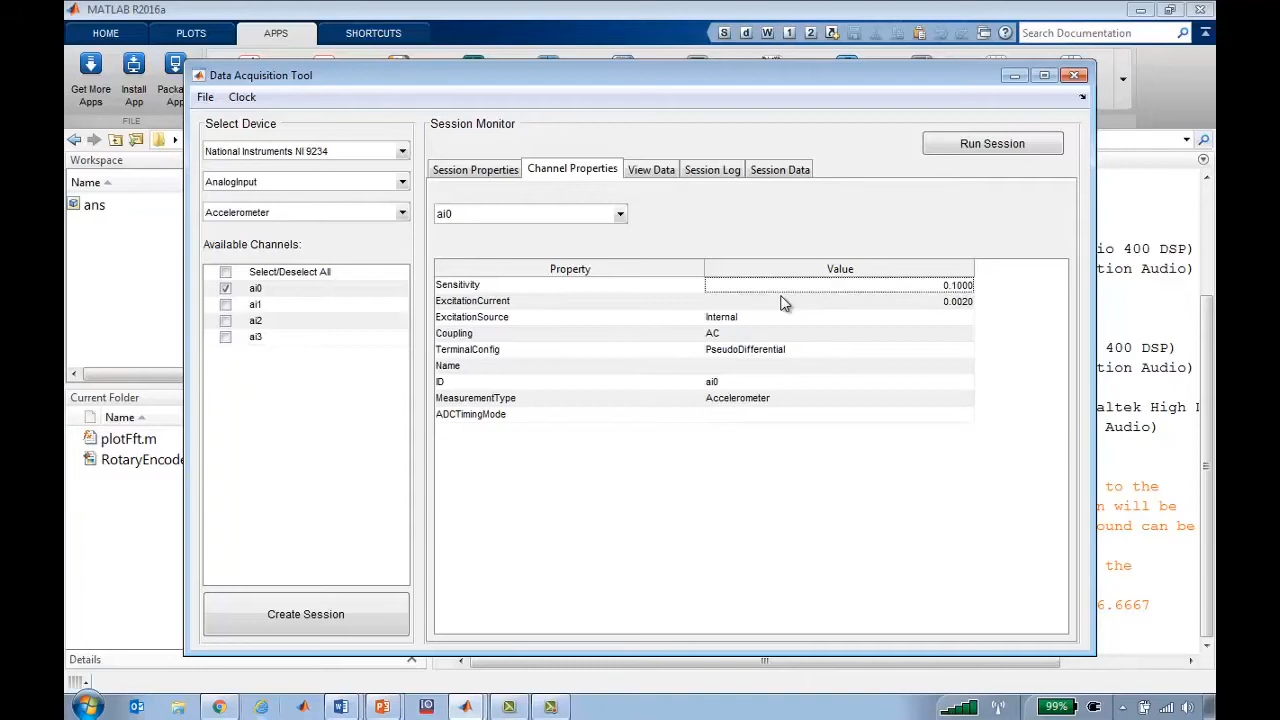 MATLAB R2016a
HOME
PLOTS
APPS
SHORTCUTS
Search Documentation
Get More
Apps
Install
App
Packa
App
FILE
Workspace
Name
ans
Current Folder
Name
plotFft.m
RotaryEncode
Details
Data Acquisition Tool
File
Clock
Select Device
National Instruments NI 9234
AnalogInput
Accelerometer
Available Channels:
Select/Deselect All
ai0
ai1
ai2
ai3
Create Session
Session Monitor
Run Session
Session Properties
Channel Properties
View Data
Session Log
Session Data
ai0
Property Value
Sensitivity 0.1000
ExcitationCurrent 0.0020
ExcitationSource Internal
Coupling AC
TerminalConfig PseudoDifferential
Name
ID ai0
MeasurementType Accelerometer
ADCTimingMode
io 400 DSP)
tion Audio)
400 DSP)
tion Audio)
altek High
Audio)
to the
n will be
ound can be
the
6.6667
99%